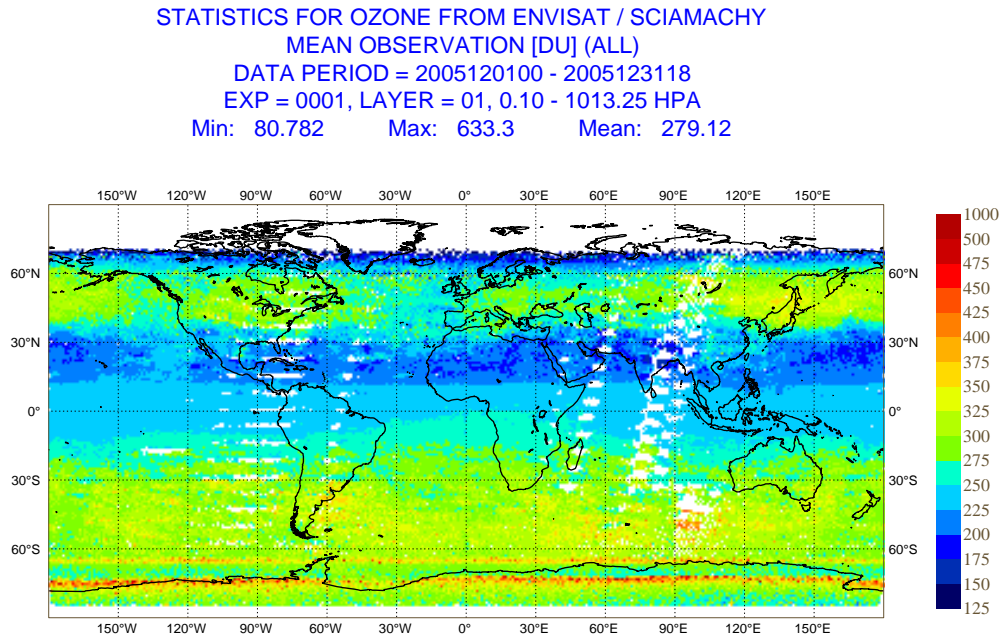 STATISTICS FOR OZONE FROM ENVISAT / SCIAMACHY
MEAN OBSERVATION [DU] (ALL)
DATA PERIOD = 2005120100 - 2005123118
EXP = 0001, LAYER = 01, 0.10 - 1013.25 HPA
Min: 80.782 Max: 633.3 Mean: 279.12
150°W 120°W 90°W 60°W 30°W 0° 30°E 60°E 90°E 120°E 150°E
60°N 60°N
30°N 30°N
0° 0°
30°S 30°S
60°S 60°S
150°W 120°W 90°W 60°W 30°W 0° 30°E 60°E 90°E 120°E 150°E
1000
500
475
450
425
400
375
350
325
300
275
250
225
200
175
150
125